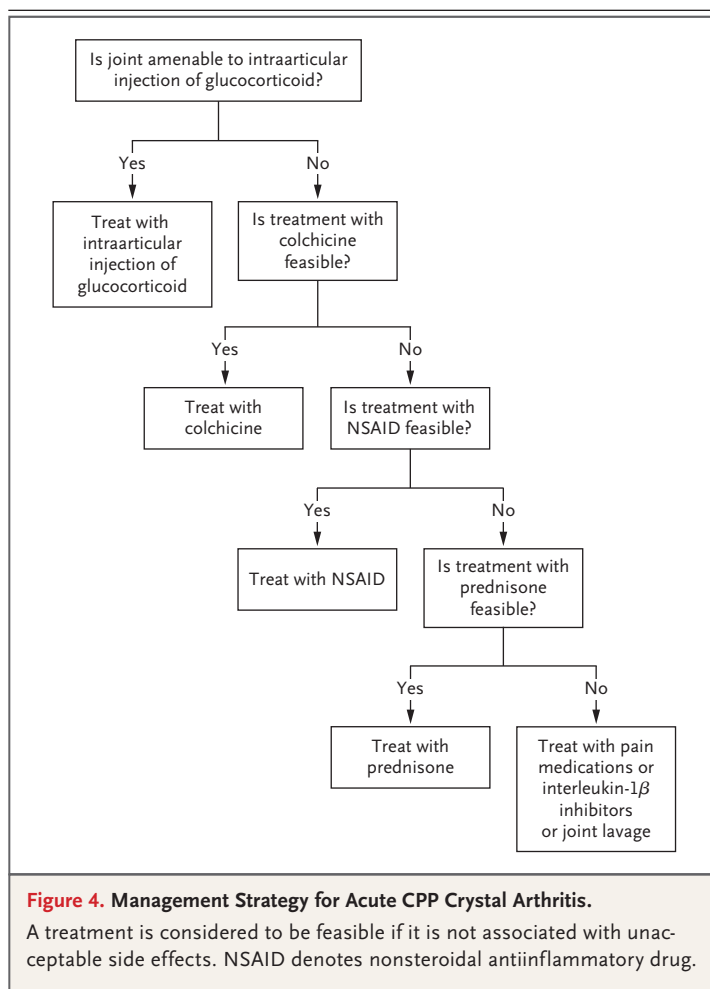 Is joint amenable to intraarticular
injection of glucocorticoid?
Yes
No
Treat with
intraarticular
injection of
glucocorticoid
Is treatment with
colchicine
feasible?
Yes
No
Treat with
colchicine
Is treatment with
NSAID feasible?
Yes
No
Treat with NSAID
Is treatment with
prednisone
feasible?
Yes
No
Treat with
prednisone
Treat with pain
medications or
interleukin-1β
inhibitors
or joint lavage
Figure 4. Management Strategy for Acute CPP Crystal Arthritis.
A treatment is considered to be feasible if it is not associated with unac-
ceptable side effects. NSAID denotes nonsteroidal antiinflammatory drug.